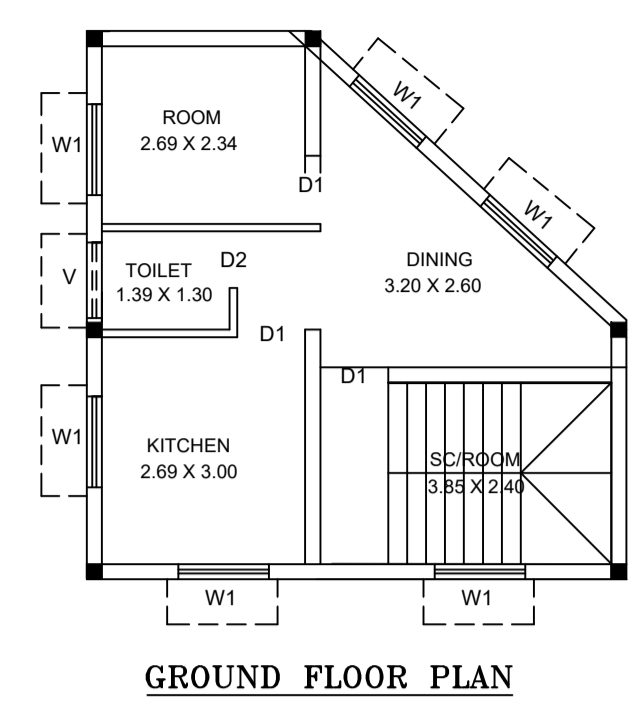 W1
ROOM
2.69 X 2.34
W1
D1
W1
V
TOILET
1.39 X 1.30
D2
DINING
3.20 X 2.60
D1
D1
W1
KITCHEN
2.69 X 3.00
SC/ROOM
3.85 X 2.40
W1
W1
GROUND FLOOR PLAN